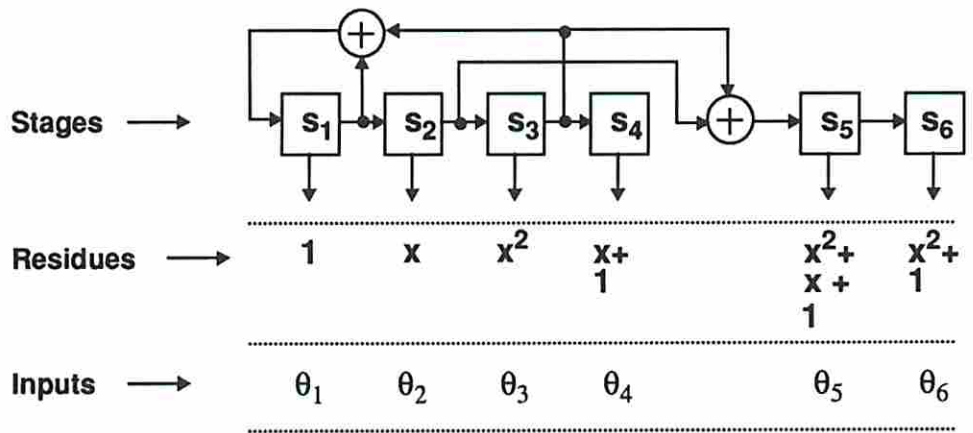 Stages s₁ s₂ s₃ s₄ + s₅ s₆
+
Residues 1 x x² x+ x²+ x²+
1 x + 1
1
Inputs θ₁ θ₂ θ₃ θ₄ θ₅ θ₆